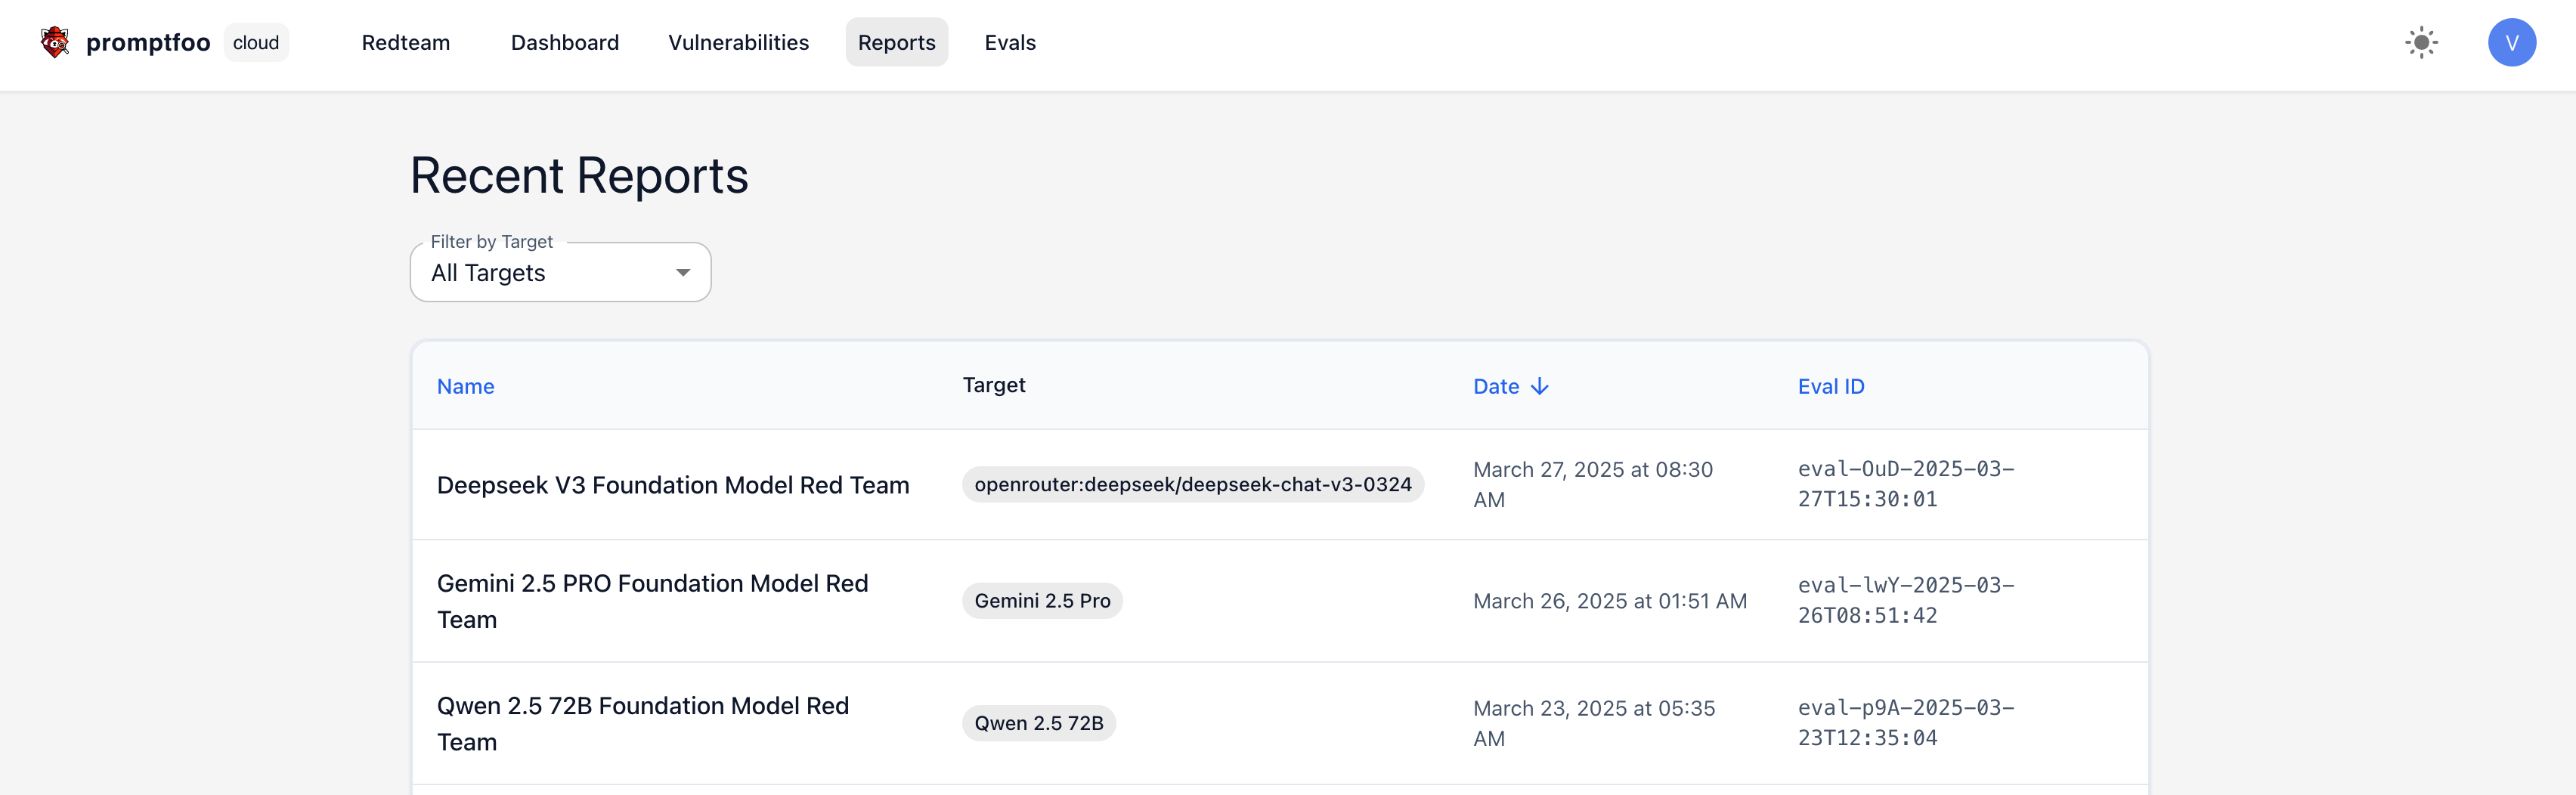 promptfoo cloud Redteam Dashboard Vulnerabilities Reports Evals V
Recent Reports
Filter by Target
All Targets
Name Target Date Eval ID
Deepseek V3 Foundation Model Red Team
openrouter:deepseek/deepseek-chat-v3-0324
March 27, 2025 at 08:30
AM
eval-OuD-2025-03-
27T15:30:01
Gemini 2.5 PRO Foundation Model Red
Team
Gemini 2.5 Pro
March 26, 2025 at 01:51 AM
eval-lwY-2025-03-
26T08:51:42
Qwen 2.5 72B Foundation Model Red
Team
Qwen 2.5 72B
March 23, 2025 at 05:35
AM
eval-p9A-2025-03-
23T12:35:04